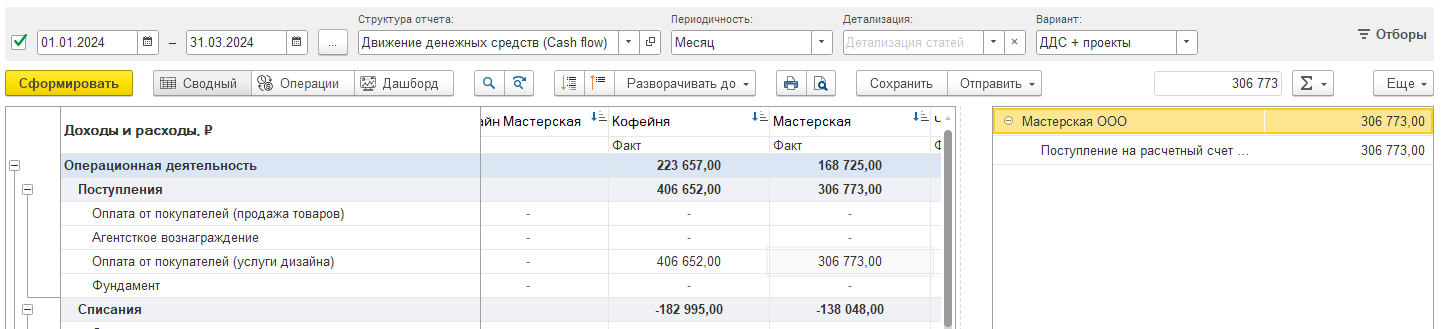 Структура отчета: Периодичность: Детализация: Вариант:
01.01.2024 – 31.03.2024 ... Движение денежных средств (Cash flow) Месяц Детализация статей × ДДС + проекты Отборы
Сформировать Сводный Операции Дашборд Разворачивать до Сохранить Отправить 306 773 Σ Еще
Доходы и расходы, ₽ йн Мастерская Кофейня Мастерская
Факт Факт
Операционная деятельность 223 657,00 168 725,00
Поступления 406 652,00 306 773,00
Оплата от покупателей (продажа товаров) - - -
Агентсткое вознаграждение - - -
Оплата от покупателей (услуги дизайна) - 406 652,00 306 773,00
Фундамент - - -
Списания -182 995,00 -138 048,00
Мастерская ООО 306 773,00
Поступление на расчетный счет ... 306 773,00